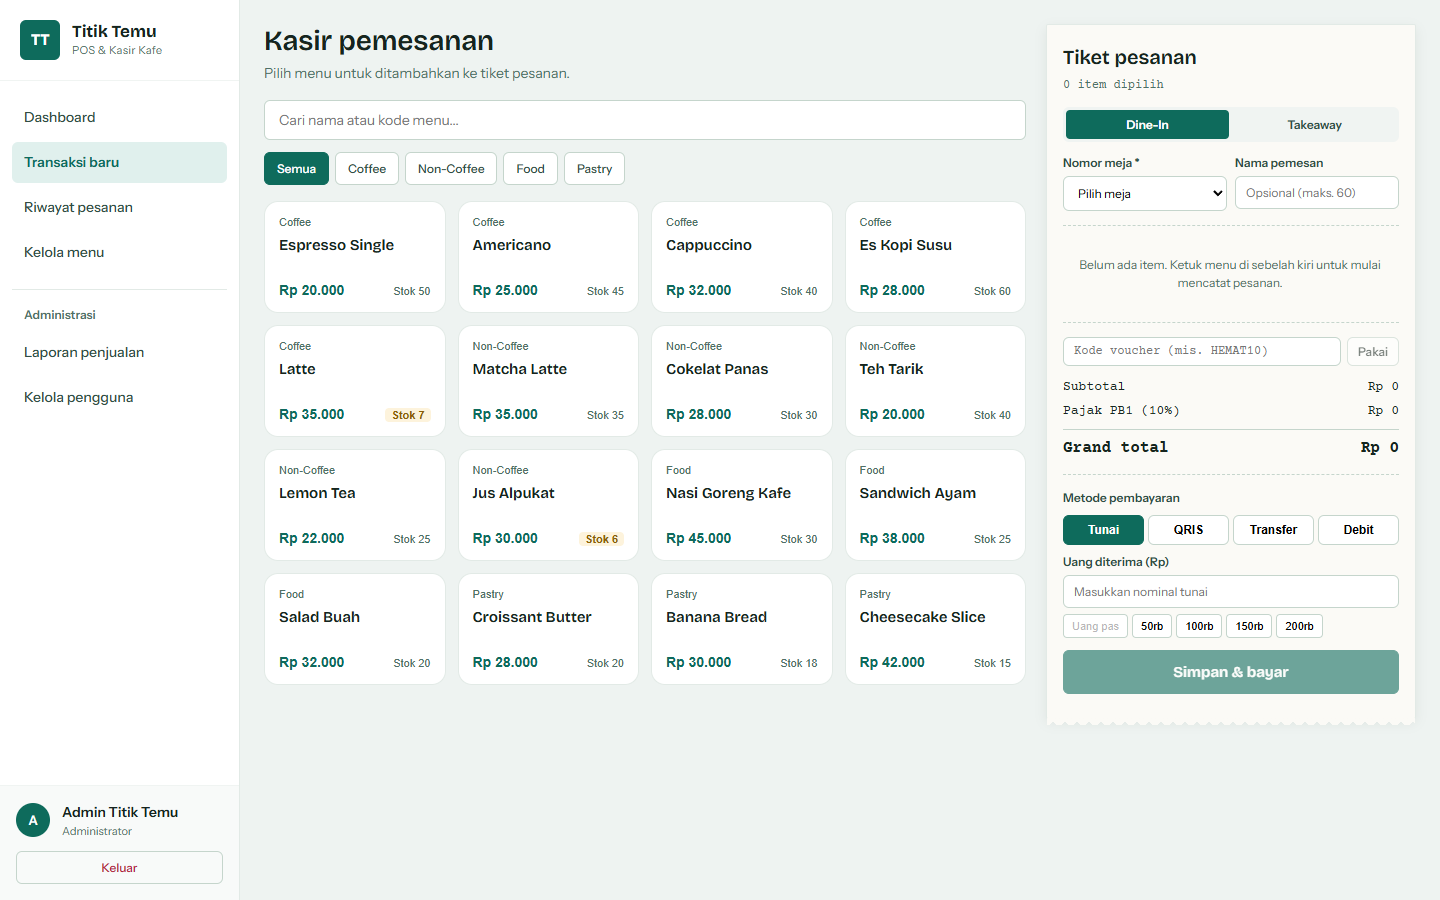 TT
Titik Temu
POS & Kasir Kafe
Dashboard
Transaksi baru
Riwayat pesanan
Kelola menu
Administrasi
Laporan penjualan
Kelola pengguna
A
Admin Titik Temu
Administrator
Keluar
Kasir pemesanan
Pilih menu untuk ditambahkan ke tiket pesanan.
Cari nama atau kode menu...
Semua Coffee Non-Coffee Food Pastry
Coffee
Espresso Single
Rp 20.000 Stok 50
Coffee
Americano
Rp 25.000 Stok 45
Coffee
Cappuccino
Rp 32.000 Stok 40
Coffee
Es Kopi Susu
Rp 28.000 Stok 60
Coffee
Latte
Rp 35.000 Stok 7
Non-Coffee
Matcha Latte
Rp 35.000 Stok 35
Non-Coffee
Cokelat Panas
Rp 28.000 Stok 30
Non-Coffee
Teh Tarik
Rp 20.000 Stok 40
Non-Coffee
Lemon Tea
Rp 22.000 Stok 25
Non-Coffee
Jus Alpukat
Rp 30.000 Stok 6
Food
Nasi Goreng Kafe
Rp 45.000 Stok 30
Food
Sandwich Ayam
Rp 38.000 Stok 25
Food
Salad Buah
Rp 32.000 Stok 20
Pastry
Croissant Butter
Rp 28.000 Stok 20
Pastry
Banana Bread
Rp 30.000 Stok 18
Pastry
Cheesecake Slice
Rp 42.000 Stok 15
Tiket pesanan
0 item dipilih
Dine-In Takeaway
Nomor meja * Nama pemesan
Pilih meja Opsional (maks. 60)
Belum ada item. Ketuk menu di sebelah kiri untuk mulai
mencatat pesanan.
Kode voucher (mis. HEMAT10) Pakai
Subtotal Rp 0
Pajak PB1 (10%) Rp 0
Grand total Rp 0
Metode pembayaran
Tunai QRIS Transfer Debit
Uang diterima (Rp)
Masukkan nominal tunai
Uang pas 50rb 100rb 150rb 200rb
Simpan & bayar